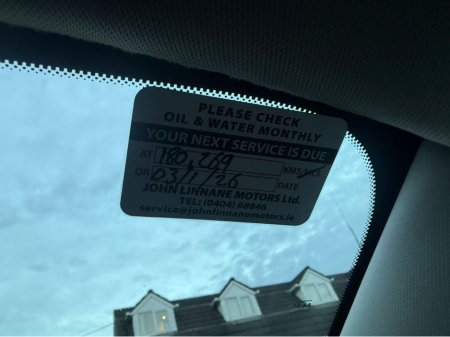 PLEASE CHECK
OIL & WATER MONTHLY
YOUR NEXT SERVICE IS DUE
AT 180,269 KMS/MLS
OR 03/1/26 DATE
JOHN LINNANE MOTORS Ltd.
TEL: (0404) 68946
service@johnlinnanemotors.ie